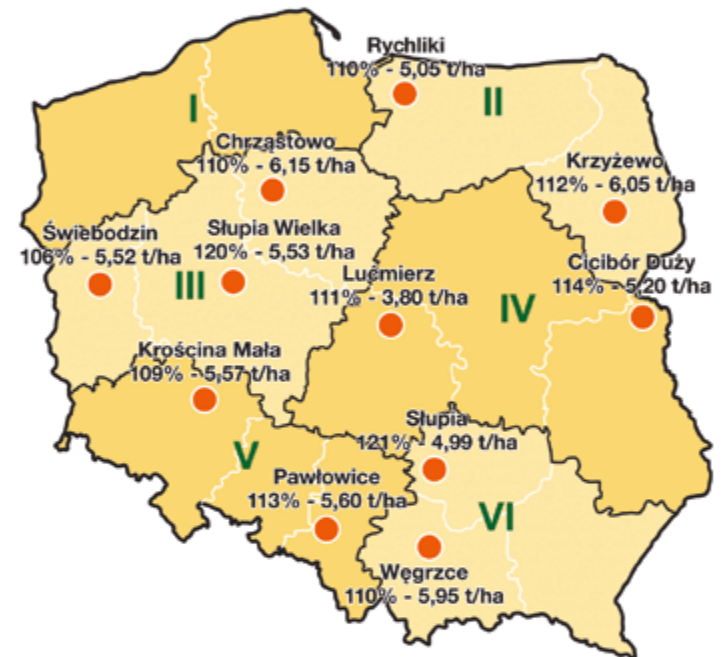 Rychliki
110% - 5,05 t/ha
I
II
Chrząstowo
110% - 6,15 t/ha
Krzyżewo
112% - 6,05 t/ha
Świebodzin
106% - 5,52 t/ha
Słupia Wielka
120% - 5,53 t/ha
III
Lućmierz
111% - 3,80 t/ha
Cicibór Duży
114% - 5,20 t/ha
IV
Krościna Mała
109% - 5,57 t/ha
Słupia
121% - 4,99 t/ha
V
Pawłowice
113% - 5,60 t/ha
VI
Węgrzce
110% - 5,95 t/ha